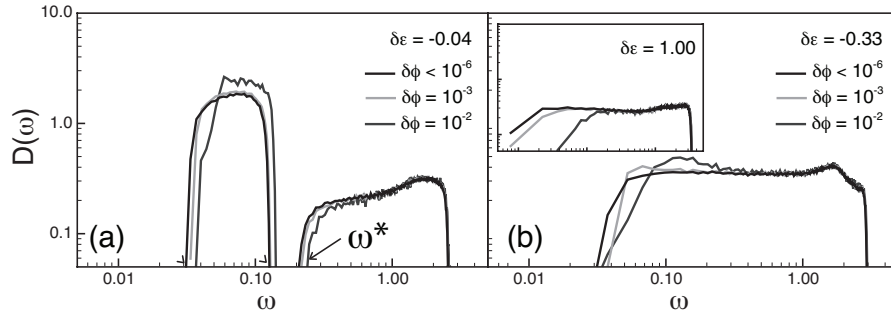 10.0
1.0
0.1
D(ω)
δε = -0.04
δφ < 10⁻⁶
δφ = 10⁻³
δφ = 10⁻²
(a)
ω*
0.01 0.10 1.00
ω
δε = 1.00
δε = -0.33
δφ < 10⁻⁶
δφ = 10⁻³
δφ = 10⁻²
(b)
0.01 0.10 1.00
ω